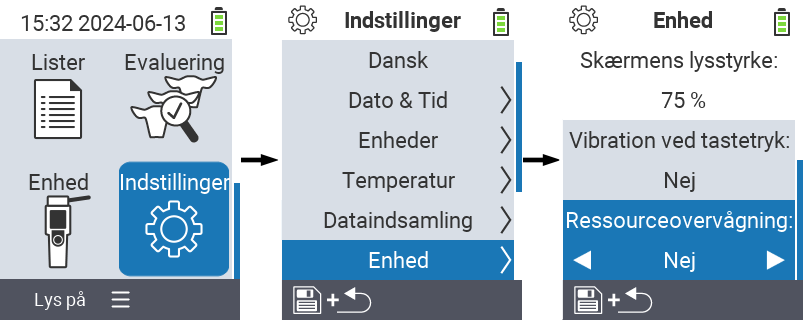 15:32 2024-06-13
Lister
Evaluering
Enhed
Indstillinger
Lys på
Indstillinger
Dansk
Dato & Tid
Enheder
Temperatur
Dataindsamling
Enhed
+
Enhed
Skærmens lysstyrke:
75 %
Vibration ved tastetryk:
Nej
Ressourceovervågning:
Nej
+